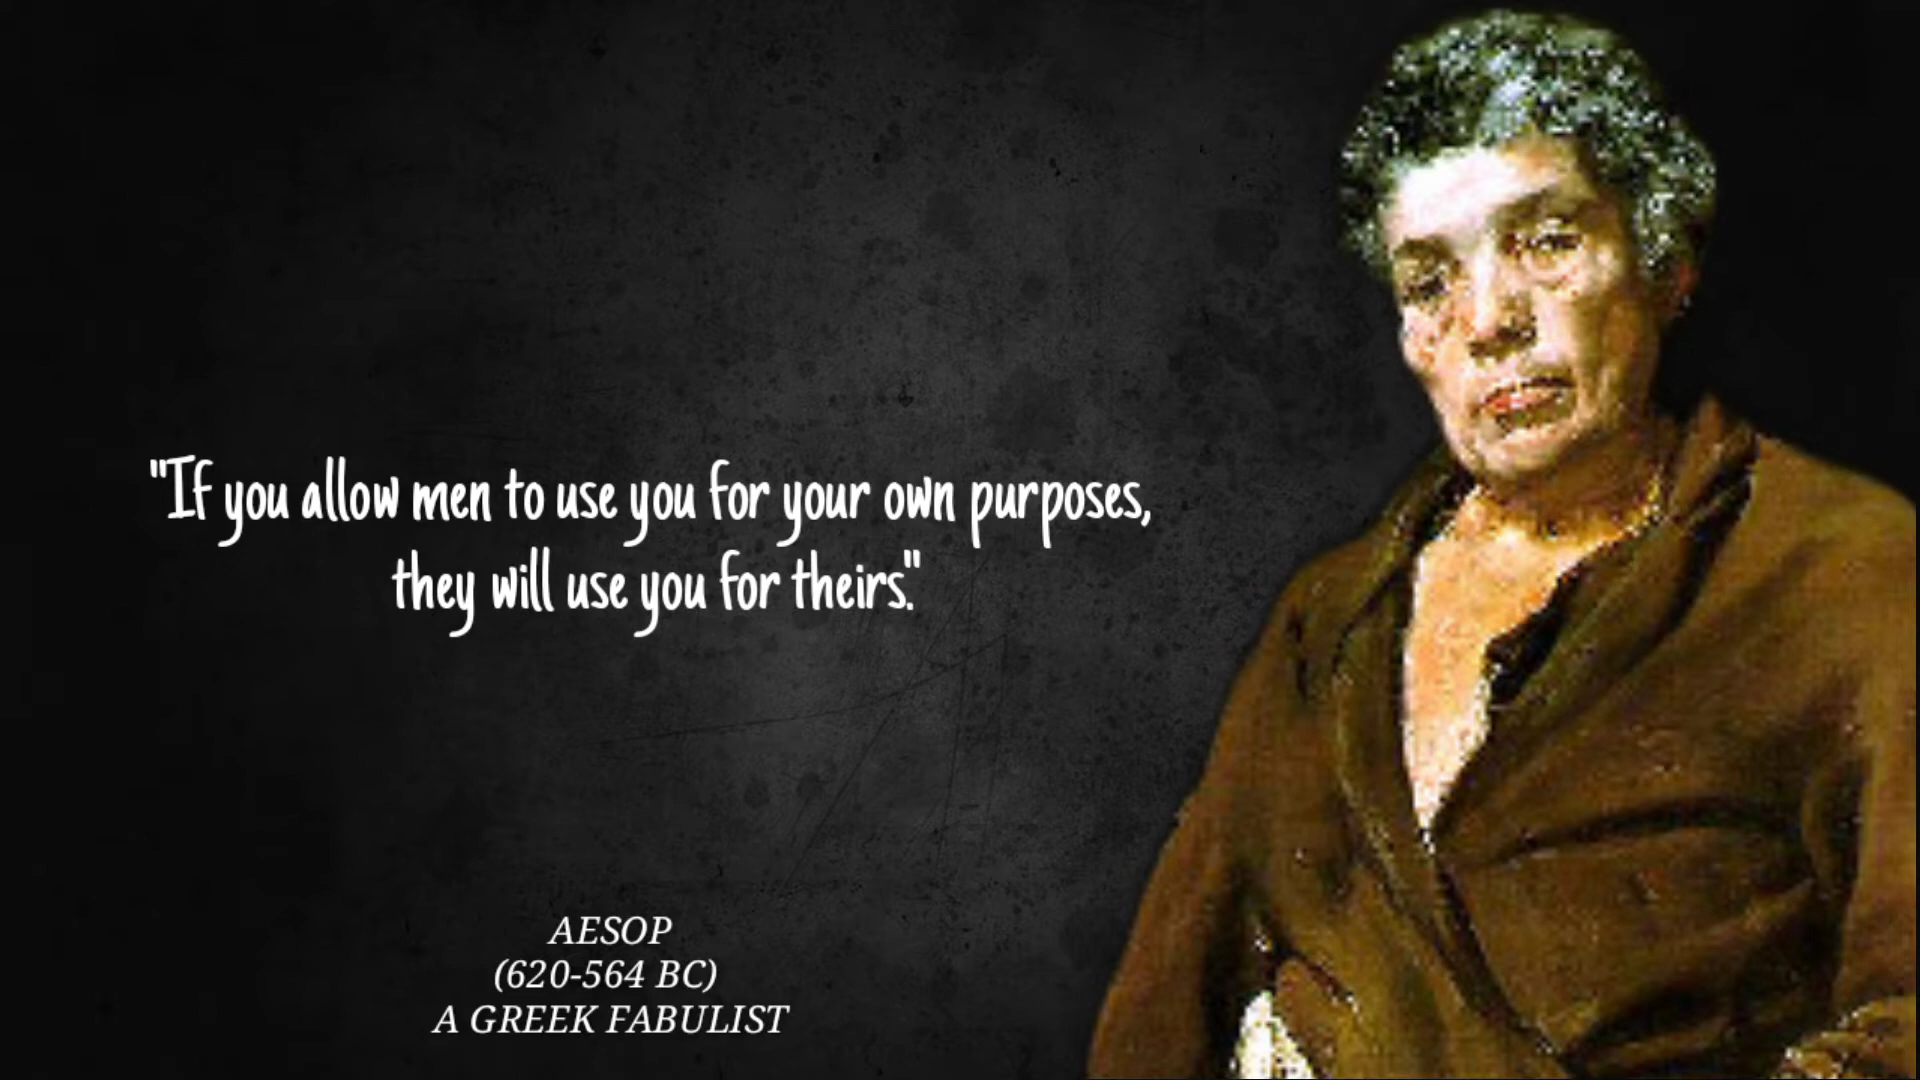 "If you allow men to use you for your own purposes,
they will use you for theirs."
AESOP
(620-564 BC)
A GREEK FABULIST